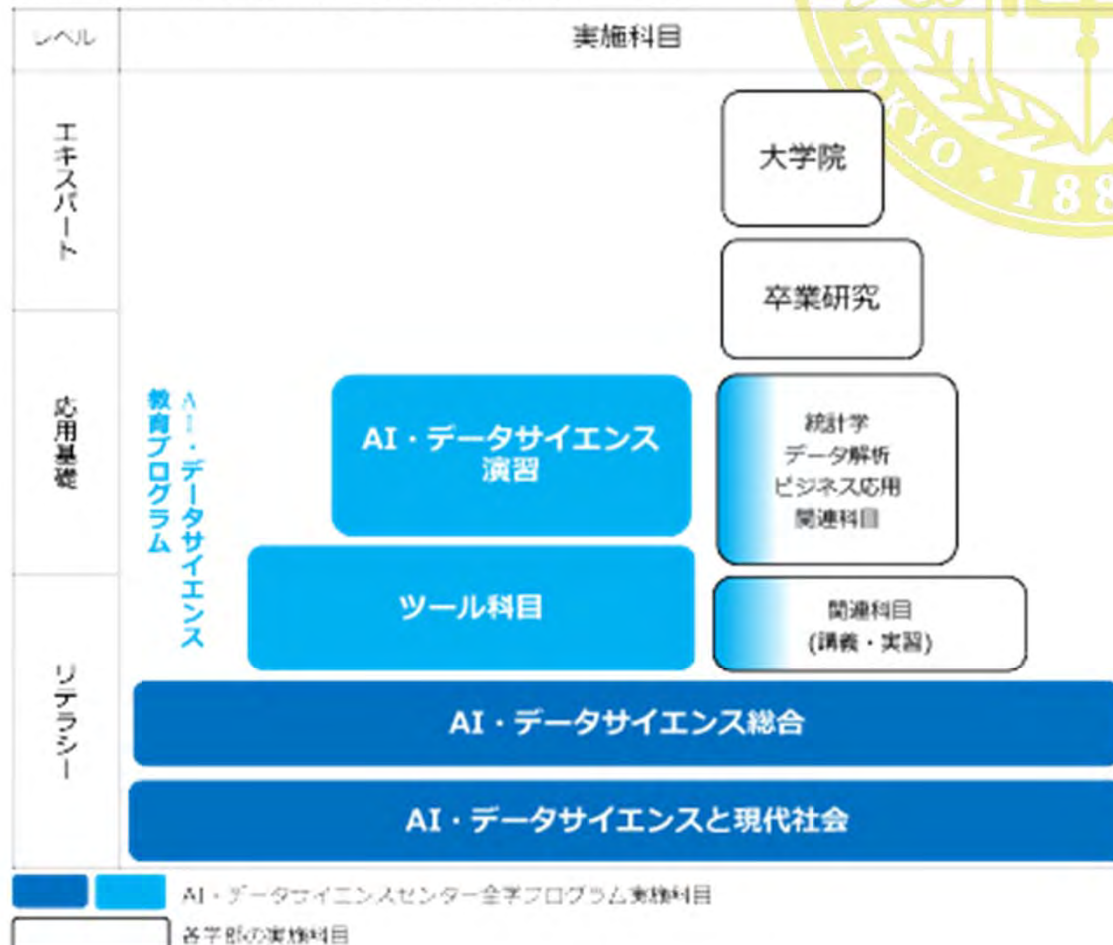 レベル
実施科目
TOKYO・188
エキスパート
大学院
卒業研究
応用基礎
AI・データサイエンス
教育プログラム
AI・データサイエンス
演習
統計学
データ解析
ビジネス応用
関連科目
ツール科目
関連科目
(講義・実習)
リテラシー
AI・データサイエンス総合
AI・データサイエンスと現代社会
AI・データサイエンスセンター全学プログラム実施科目
各学部の実施科目